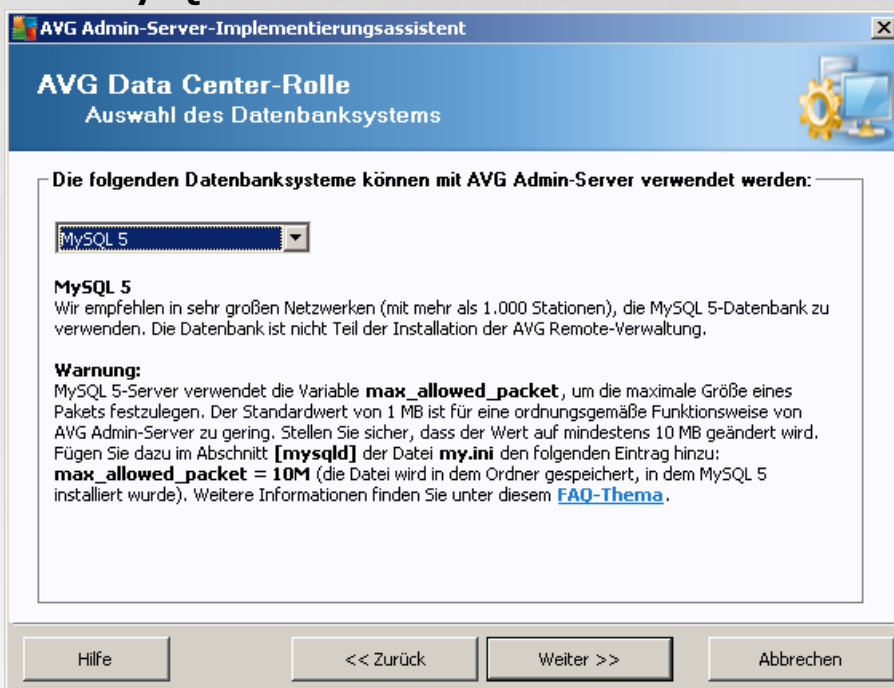 AVG Admin-Server-Implementierungsassistent
AVG Data Center-Rolle
Auswahl des Datenbanksystems
Die folgenden Datenbanksysteme können mit AVG Admin-Server verwendet werden:
MySQL 5
MySQL 5
Wir empfehlen in sehr großen Netzwerken (mit mehr als 1.000 Stationen), die MySQL 5-Datenbank zu
verwenden. Die Datenbank ist nicht Teil der Installation der AVG Remote-Verwaltung.
Warnung:
MySQL 5-Server verwendet die Variable max_allowed_packet, um die maximale Größe eines
Pakets festzulegen. Der Standardwert von 1 MB ist für eine ordnungsgemäße Funktionsweise von
AVG Admin-Server zu gering. Stellen Sie sicher, dass der Wert auf mindestens 10 MB geändert wird.
Fügen Sie dazu im Abschnitt [mysqld] der Datei my.ini den folgenden Eintrag hinzu:
max_allowed_packet = 10M (die Datei wird in dem Ordner gespeichert, in dem MySQL 5
installiert wurde). Weitere Informationen finden Sie unter diesem FAQ-Thema.
Hilfe
<< Zurück
Weiter >>
Abbrechen